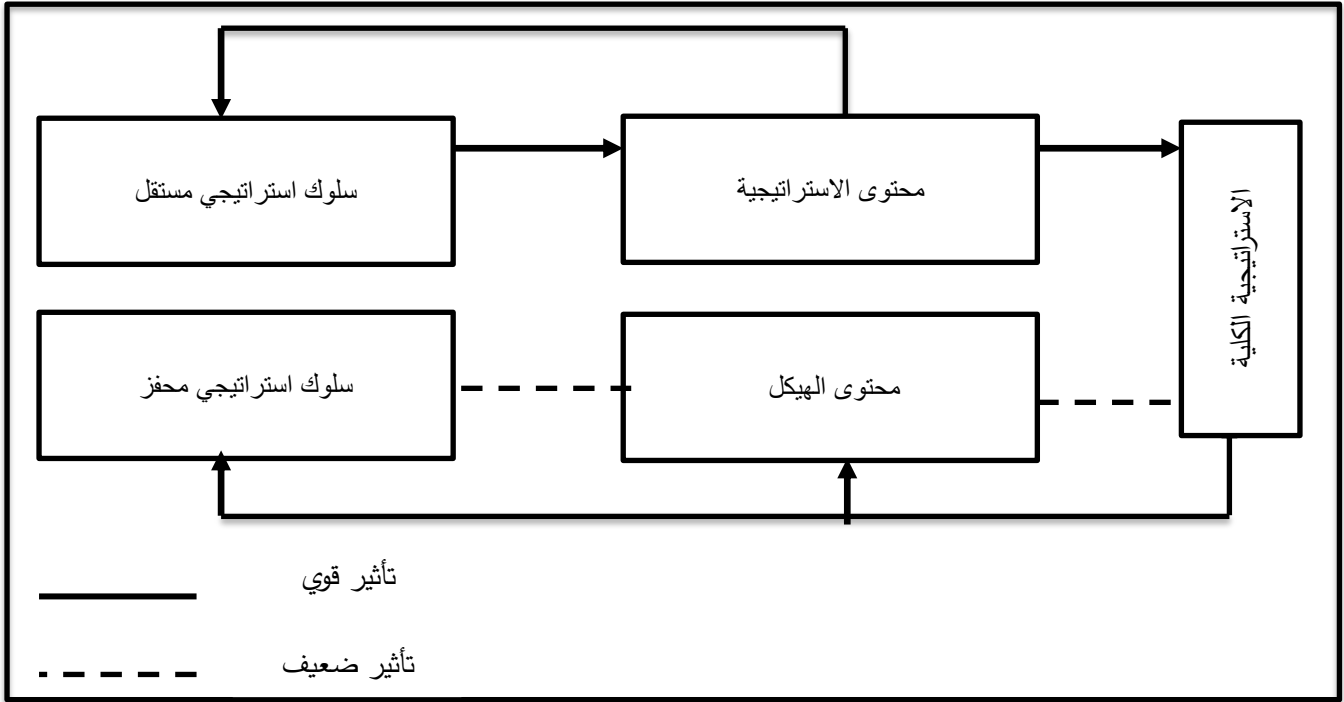 سلوك استراتيجي مستقل
محتوى الاستراتيجية
الاستراتيجية الكلية
سلوك استراتيجي محفز
محتوى الهيكل
تأثير قوي
تأثير ضعيف